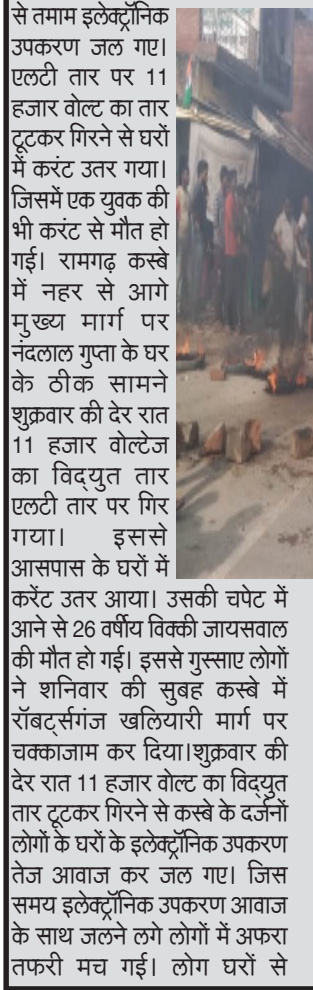 से तमाम इलेक्ट्रॉनिक
उपकरण जल गए।
एलटी तार पर 11
हजार वोल्ट का तार
टूटकर गिरने से घरों
में करंट उतर गया।
जिसमें एक युवक की
भी करंट से मौत हो
गई। रामगढ़ कस्बे
में नहर से आगे
मुख्य मार्ग पर
नंदलाल गुप्ता के घर
के ठीक सामने
शुक्रवार की देर रात
11 हजार वोल्टेज
का विद्युत तार
एलटी तार पर गिर
गया। इससे
आसपास के घरों में
करेंट उतर आया। उसकी चपेट में
आने से 26 वर्षीय विक्की जायसवाल
की मौत हो गई। इससे गुस्साए लोगों
ने शनिवार की सुबह कस्बे में
रॉबर्ट्सगंज खलियारी मार्ग पर
चक्काजाम कर दिया।शुक्रवार की
देर रात 11 हजार वोल्ट का विद्युत
तार टूटकर गिरने से कस्बे के दर्जनों
लोगों के घरों के इलेक्ट्रॉनिक उपकरण
तेज आवाज कर जल गए। जिस
समय इलेक्ट्रॉनिक उपकरण आवाज
के साथ जलने लगे लोगों में अफरा
तफरी मच गई। लोग घरों से